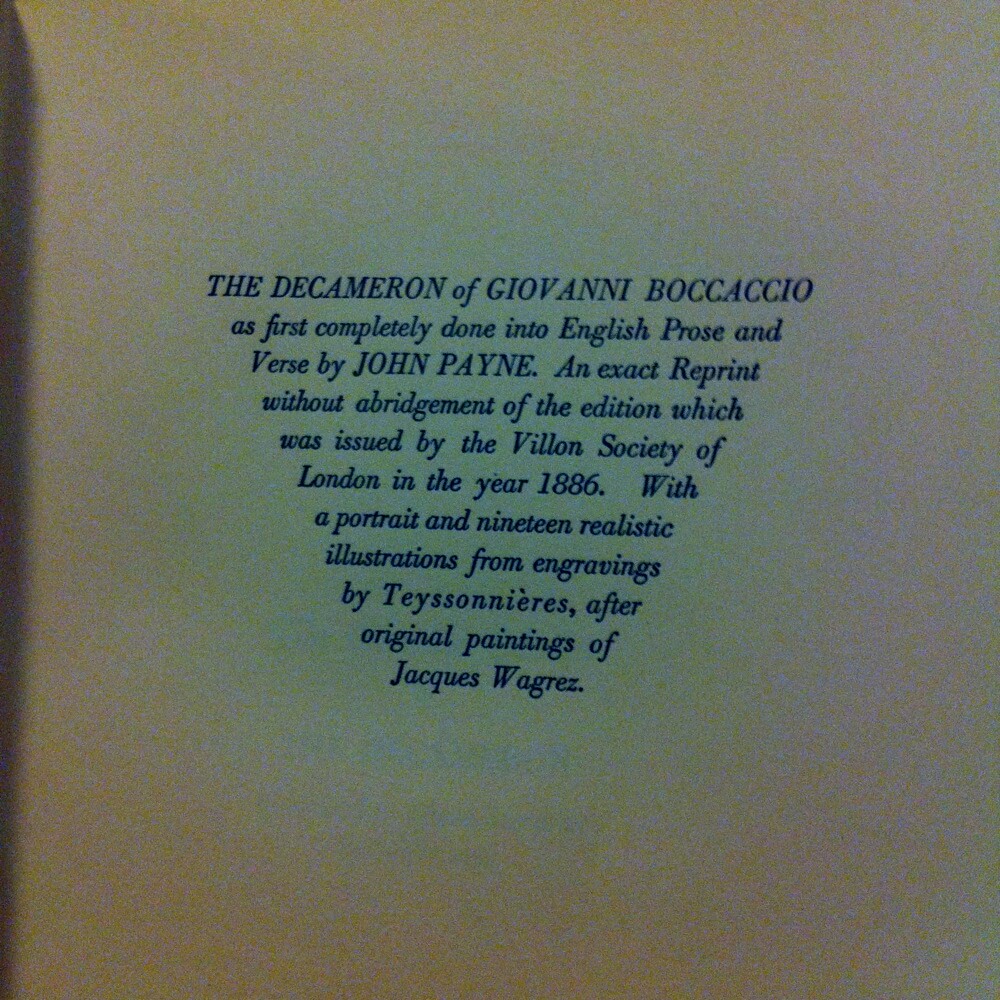 THE DECAMERON of GIOVANNI BOCCACCIO
as first completely done into English Prose and
Verse by JOHN PAYNE. An exact Reprint
without abridgement of the edition which
was issued by the Villon Society of
London in the year 1886. With
a portrait and nineteen realistic
illustrations from engravings
by Teyssonnières, after
original paintings of
Jacques Wagrez.